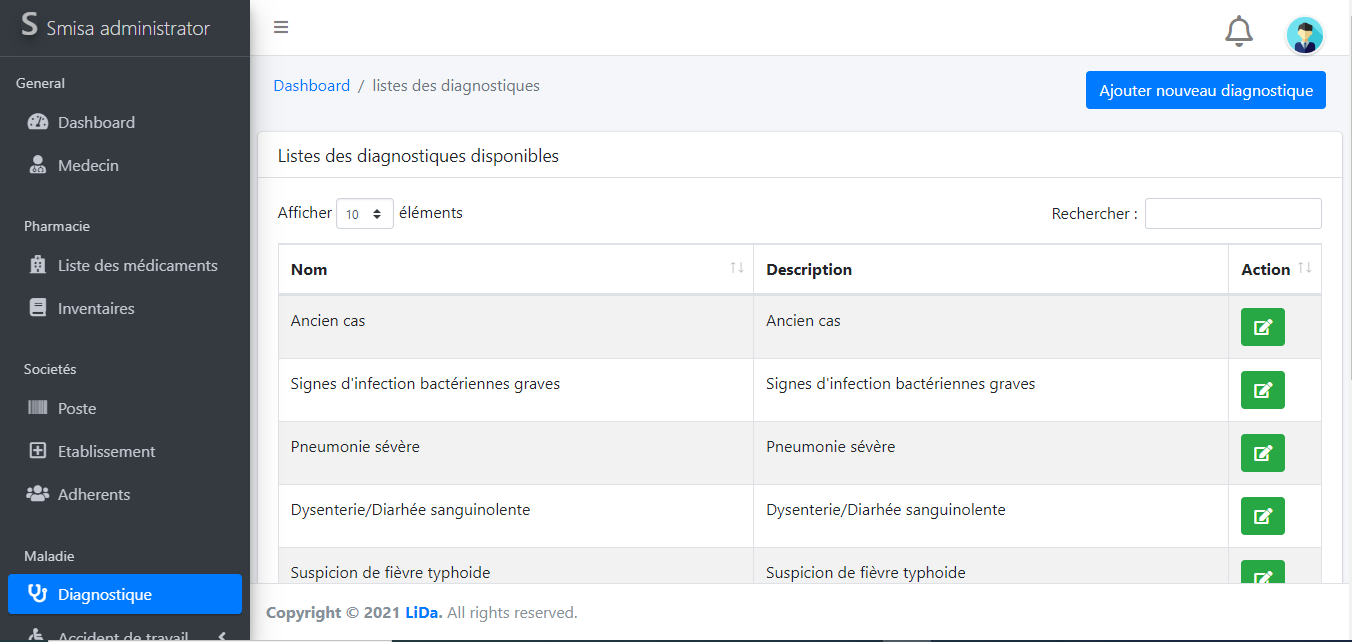 S Smisa administrator
General
Dashboard
Medecin
Pharmacie
Liste des médicaments
Inventaires
Societés
Poste
Etablissement
Adherents
Maladie
Diagnostique
Accident de travail
Dashboard / listes des diagnostiques
Ajouter nouveau diagnostique
Listes des diagnostiques disponibles
Afficher 10 éléments
Rechercher :
Nom Description Action
Ancien cas Ancien cas
Signes d'infection bactériennes graves Signes d'infection bactériennes graves
Pneumonie sévère Pneumonie sévère
Dysenterie/Diarhée sanguinolente Dysenterie/Diarhée sanguinolente
Suspicion de fièvre typhoide Suspicion de fièvre typhoide
Copyright © 2021 LiDa. All rights reserved.